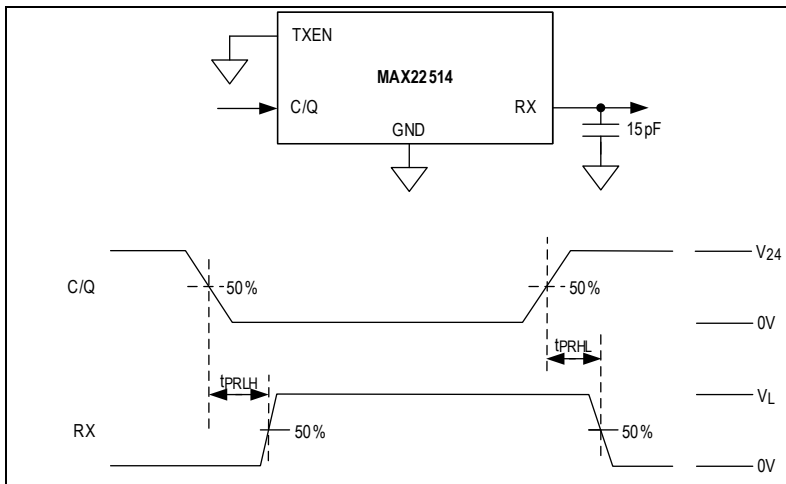 TXEN
MAX22514
C/Q
RX
GND
15pF
V24
C/Q
50%
50%
0V
tPRHL
tPRLH
VL
RX
50%
50%
0V